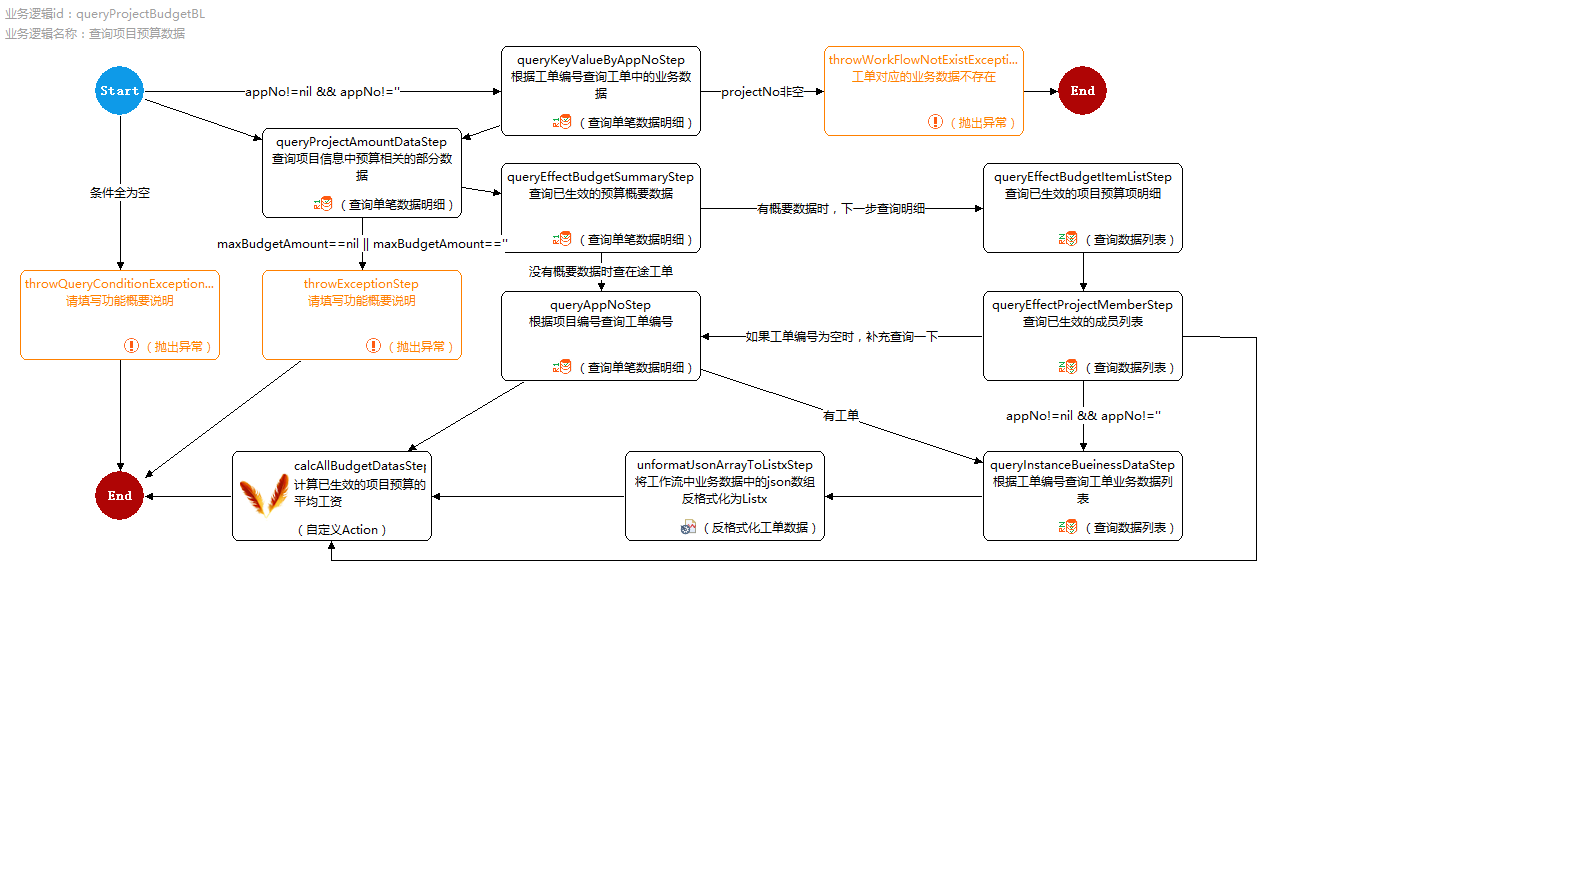 业务逻辑id：queryProjectBudgetBL
业务逻辑名称：查询项目预算数据
Start
appNo!=nil && appNo!=''
queryKeyValueByAppNoStep
根据工单编号查询工单中的业务数
据
（查询单笔数据明细）
projectNo非空
throwWorkFlowNotExistExcepti...
工单对应的业务数据不存在
（抛出异常）
End
queryProjectAmountDataStep
查询项目信息中预算相关的部分数
据
（查询单笔数据明细）
条件全为空
queryEffectBudgetSummaryStep
查询已生效的预算概要数据
（查询单笔数据明细）
有概要数据时，下一步查询明细
queryEffectBudgetItemListStep
查询已生效的项目预算项明细
（查询数据列表）
maxBudgetAmount==nil || maxBudgetAmount==''
没有概要数据时查在途工单
throwQueryConditionException...
请填写功能概要说明
（抛出异常）
throwExceptionStep
请填写功能概要说明
（抛出异常）
queryAppNoStep
根据项目编号查询工单编号
（查询单笔数据明细）
如果工单编号为空时，补充查询一下
queryEffectProjectMemberStep
查询已生效的成员列表
（查询数据列表）
有工单
appNo!=nil && appNo!=''
End
calcAllBudgetDatasStep
计算已生效的项目预算的
平均工资
（自定义Action）
unformatJsonArrayToListxStep
将工作流中业务数据中的json数组
反格式化为Listx
（反格式化工单数据）
queryInstanceBueinessDataStep
根据工单编号查询工单业务数据列
表
（查询数据列表）